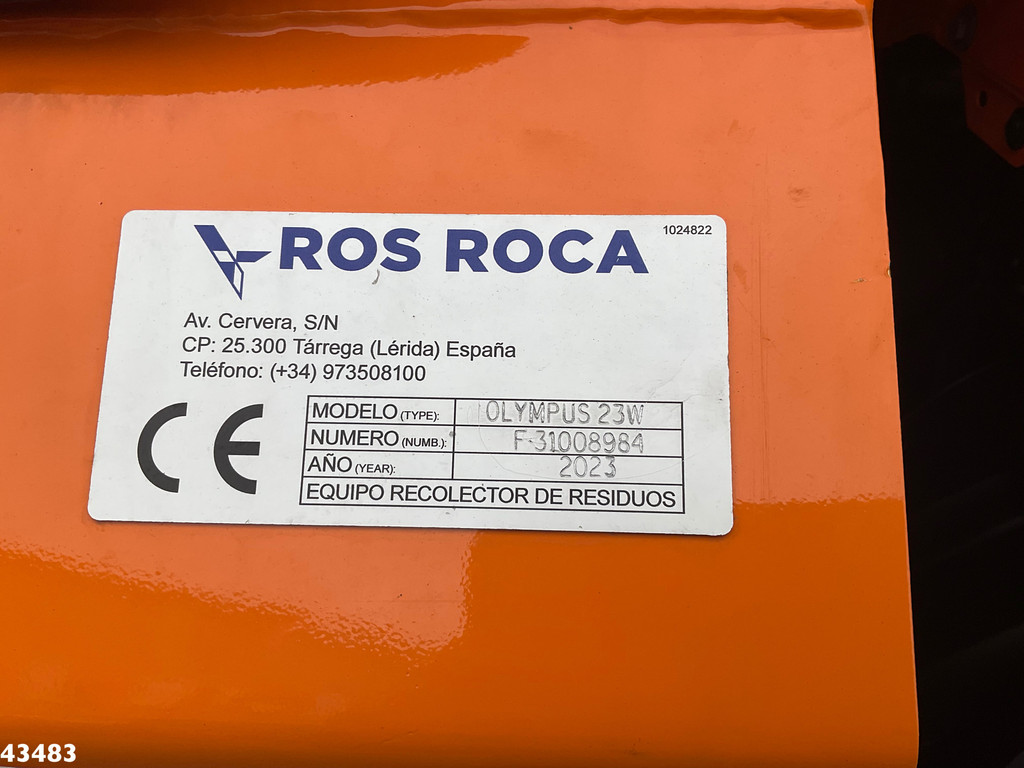 ROS ROCA
1024822
Av. Cervera, S/N
CP: 25.300 Tárrega (Lérida) España
Teléfono: (+34) 973508100
CE
MODELO (TYPE): OLYMPUS 23W
NUMERO (NUMB.): F-31008984
AÑO (YEAR): 2023
EQUIPO RECOLECTOR DE RESIDUOS
43483